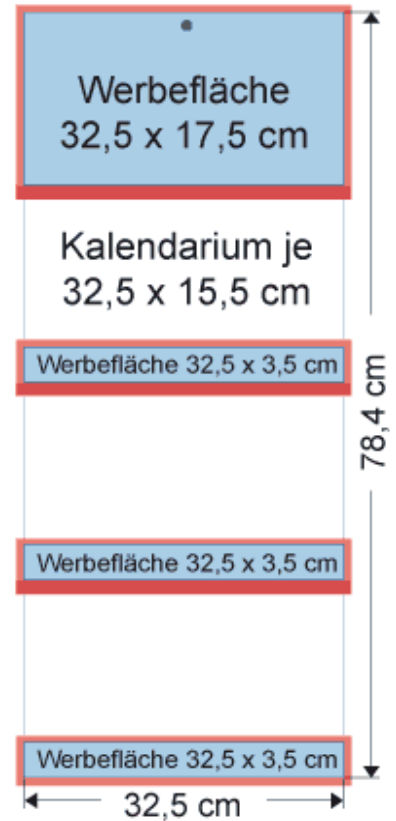 Werbefläche
32,5 x 17,5 cm
Kalendarium je
32,5 x 15,5 cm
Werbefläche 32,5 x 3,5 cm
78,4 cm
Werbefläche 32,5 x 3,5 cm
Werbefläche 32,5 x 3,5 cm
32,5 cm